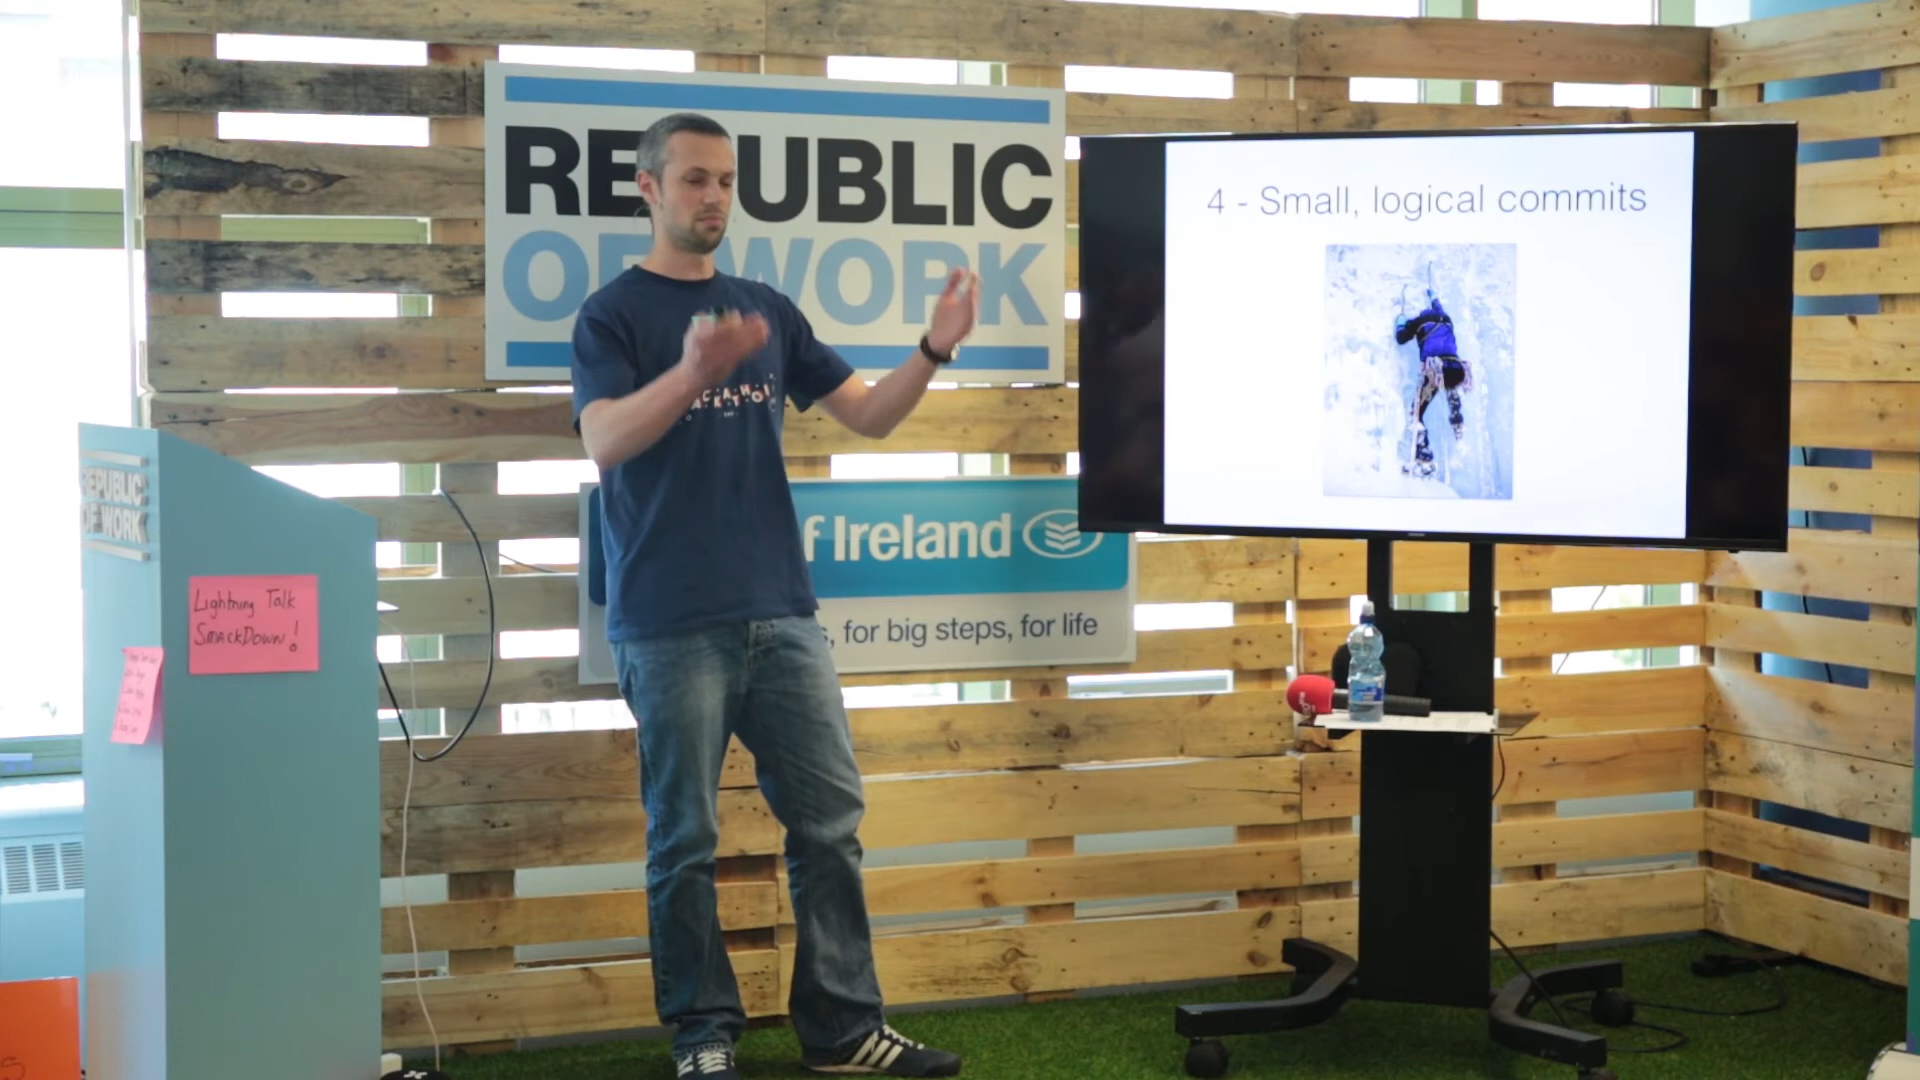 REPUBLIC
OF WORK
4 - Small, logical commits
f Ireland
, for big steps, for life
REPUBLIC
OF WORK
Lightning Talk
SmackDown!